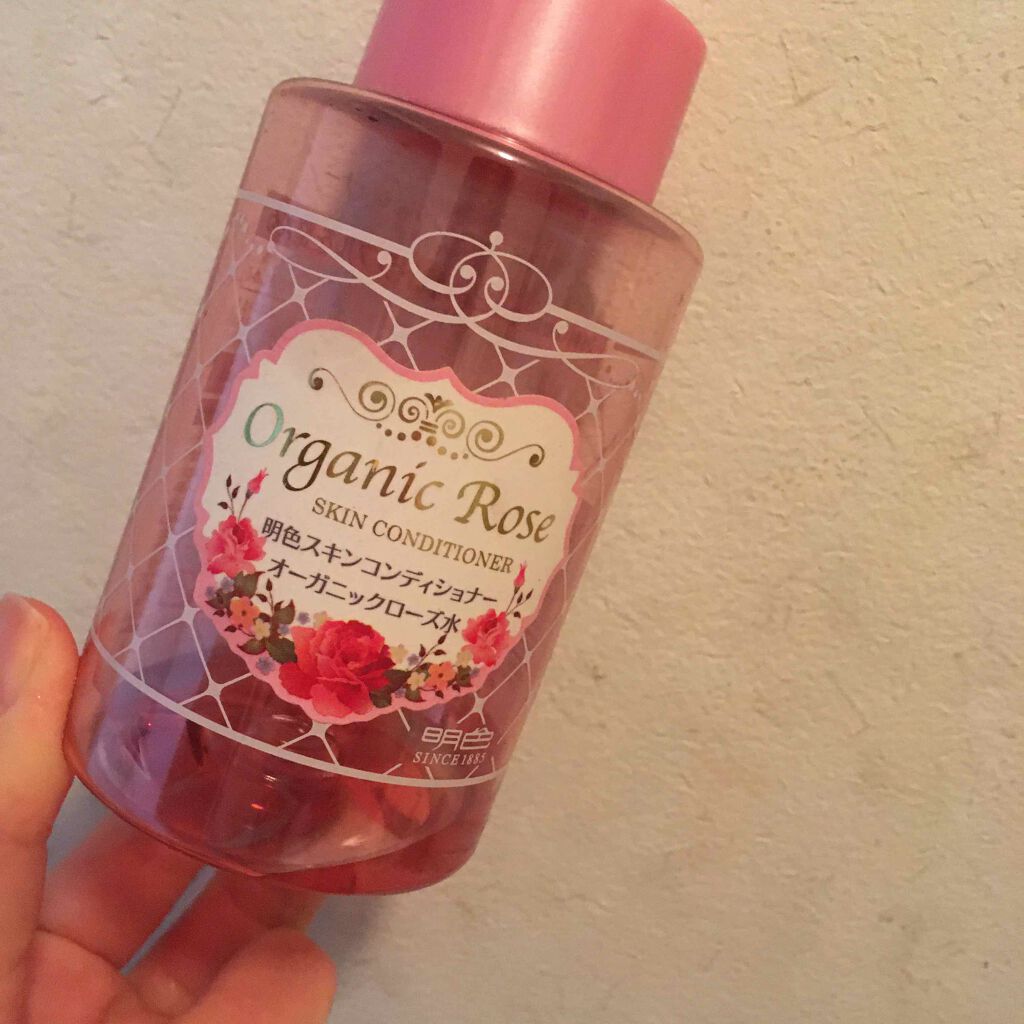 Organic Rose
SKIN CONDITIONER
明色スキンコンディショナー
オーガニックローズ水
明色
SINCE1885